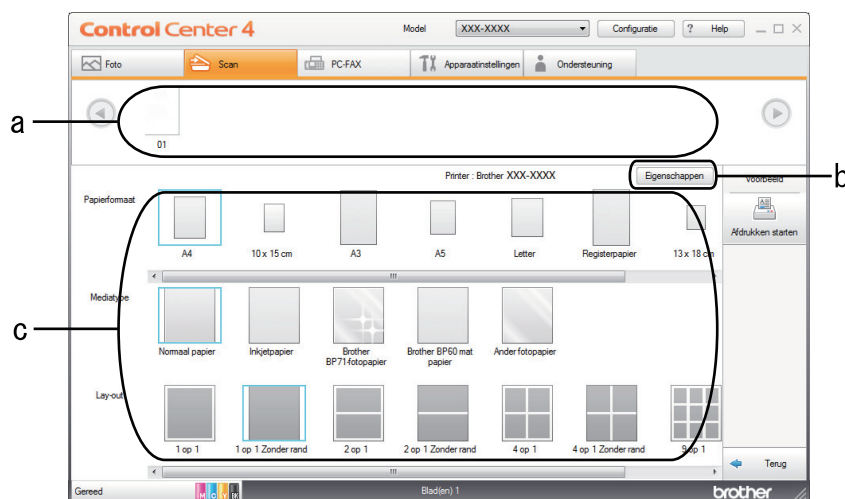 Control Center 4
Model
XXX-XXXX
Configuratie
? Help
Foto
Scan
PC-FAX
Apparaatinstellingen
Ondersteuning
a
01
Printer : Brother XXX-XXXX
Eigenschappen
Voorbeeld
b
Papierformaat
A4
10 x 15 cm
A3
A5
Letter
Registerpapier
13 x 18 cm
Afdrukken starten
Mediatype
c
Normaal papier
Inkjetpapier
Brother
BP71-fotopapier
Brother BP60 mat
papier
Ander fotopapier
Lay-out
1 op 1
1 op 1 Zonder rand
2 op 1
2 op 1 Zonder rand
4 op 1
4 op 1 Zonder rand
9 op 1
Terug
Gereed
M C Y BK
Blad(en) 1
brother